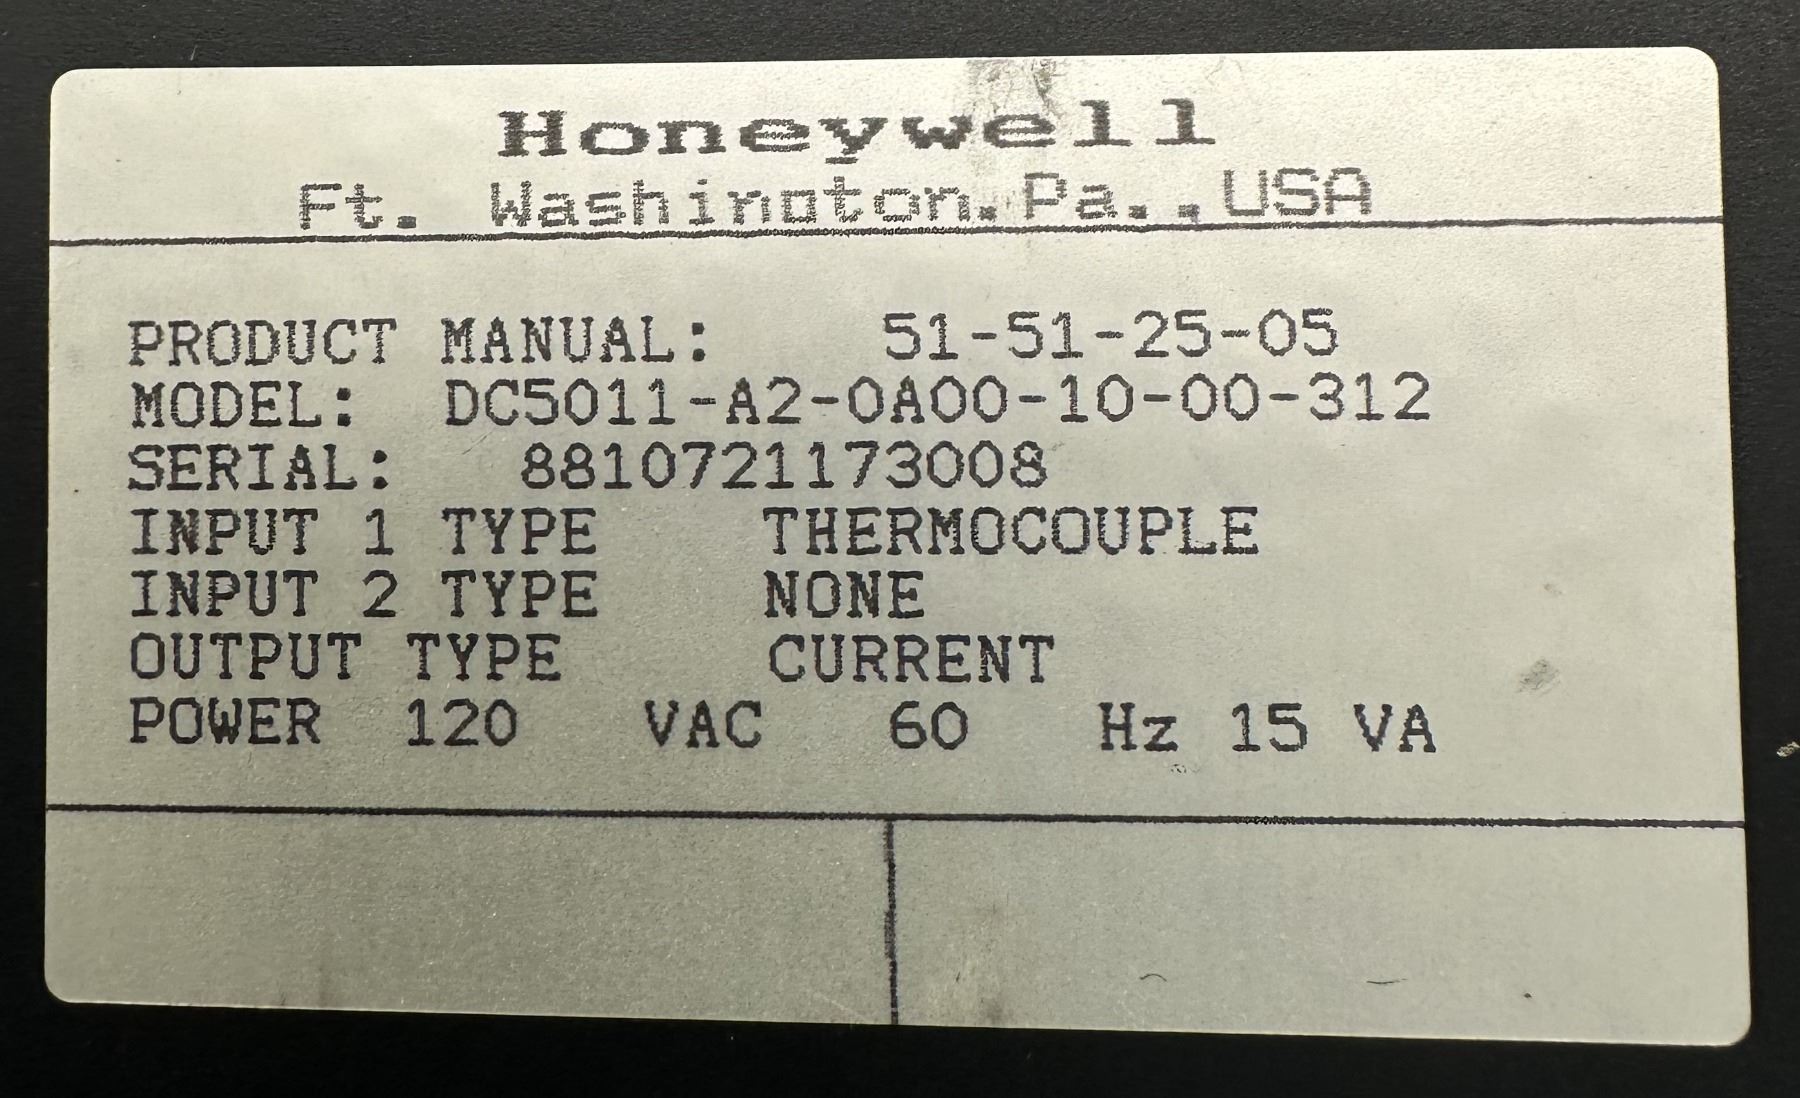 Honeywell
Ft. Washington.Pa.,USA
PRODUCT MANUAL: 51-51-25-05
MODEL: DC5011-A2-0A00-10-00-312
SERIAL: 8810721173008
INPUT 1 TYPE THERMOCOUPLE
INPUT 2 TYPE NONE
OUTPUT TYPE CURRENT
POWER 120 VAC 60 Hz 15 VA